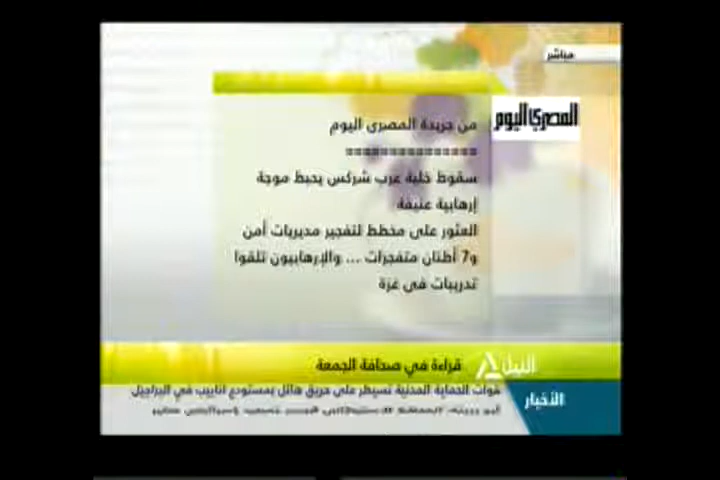 مباشر
المصري اليوم
من جريدة المصرى اليوم
===============
سقوط خلية عرب شركس يحبط موجة
إرهابية عنيفة
العثور على مخطط لتفجير مديريات أمن
و7 أطنان متفجرات ... والإرهابيون تلقوا
تدريبات فى غزة
النيل
قراءة في صحافة الجمعة
الأخبار
قوات الحماية المدنية تسيطر على حريق هائل بمستودع انابيب في البراجيل